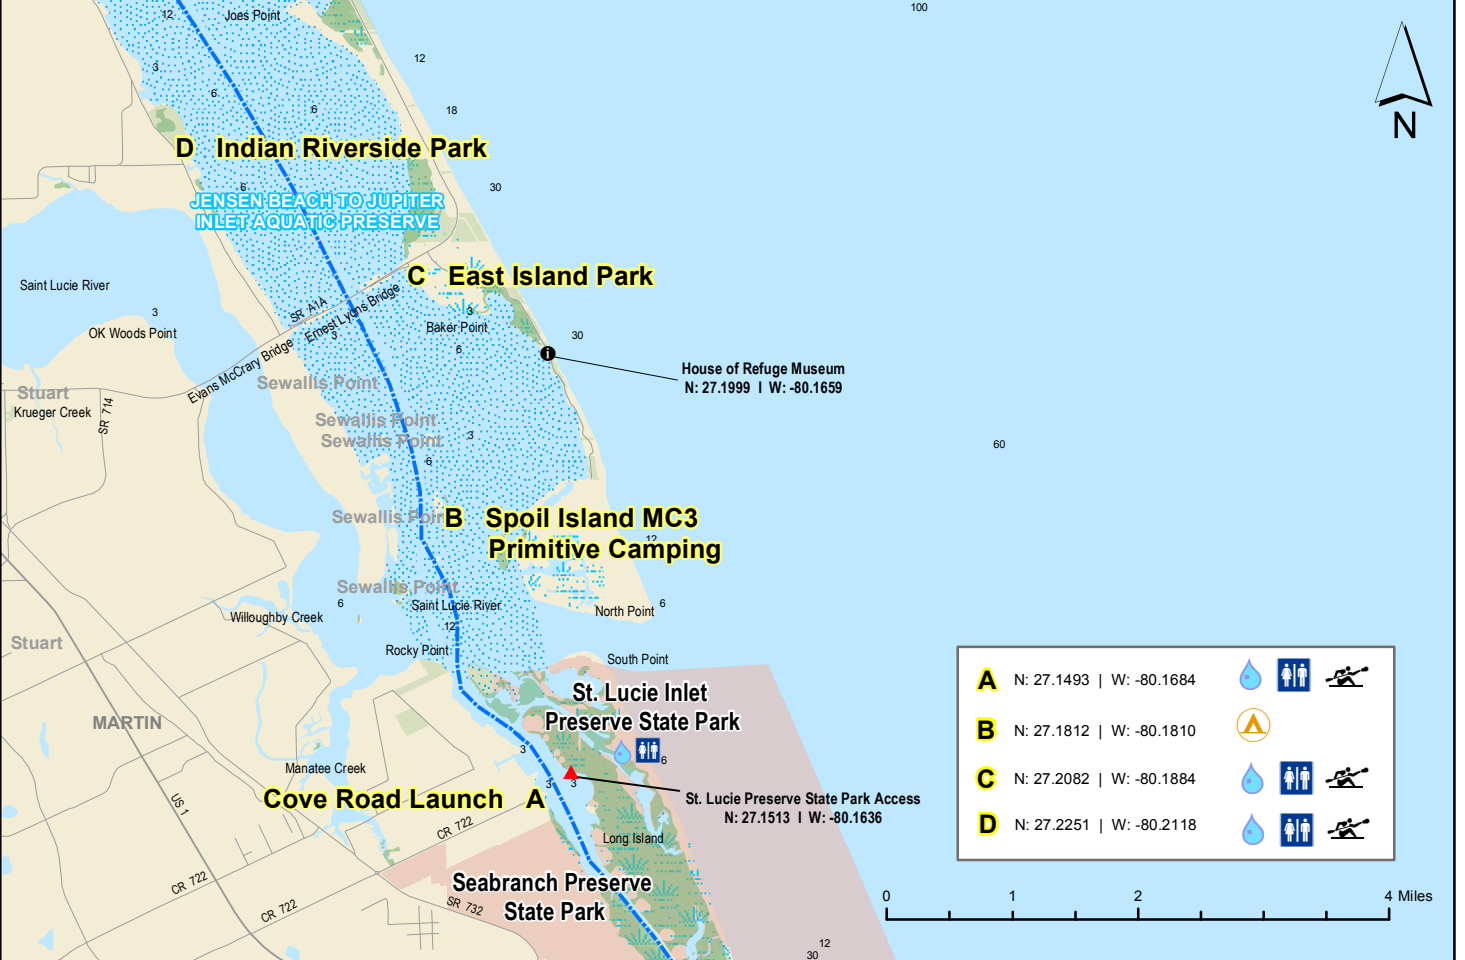 100
12
Joes Point
12
3
6
6
18
N
D Indian Riverside Park
6
30
JENSEN BEACH TO JUPITER
INLET AQUATIC PRESERVE
C East Island Park
Saint Lucie River
3
SR A1A
Ernest Lyons Bridge
3
3
Baker Point
OK Woods Point
30
6
Evans McCrary Bridge
House of Refuge Museum
N: 27.1999 I W: -80.1659
Sewallis Point
Stuart
Krueger Creek
SR 714
Sewallis Point
3
Sewallis Point
60
6
Sewallis Point
B Spoil Island MC3
Primitive Camping
12
Sewallis Point
6
Saint Lucie River
6
North Point
Willoughby Creek
12
Stuart
Rocky Point
South Point
St. Lucie Inlet
Preserve State Park
MARTIN
3
6
Manatee Creek
3
3
Cove Road Launch A
St. Lucie Preserve State Park Access
N: 27.1513 I W: -80.1636
US 1
CR 722
Long Island
CR 722
Seabranch Preserve
State Park
CR 722
SR 732
12
30
A N: 27.1493 | W: -80.1684
B N: 27.1812 | W: -80.1810
C N: 27.2082 | W: -80.1884
D N: 27.2251 | W: -80.2118
0 1 2 4 Miles